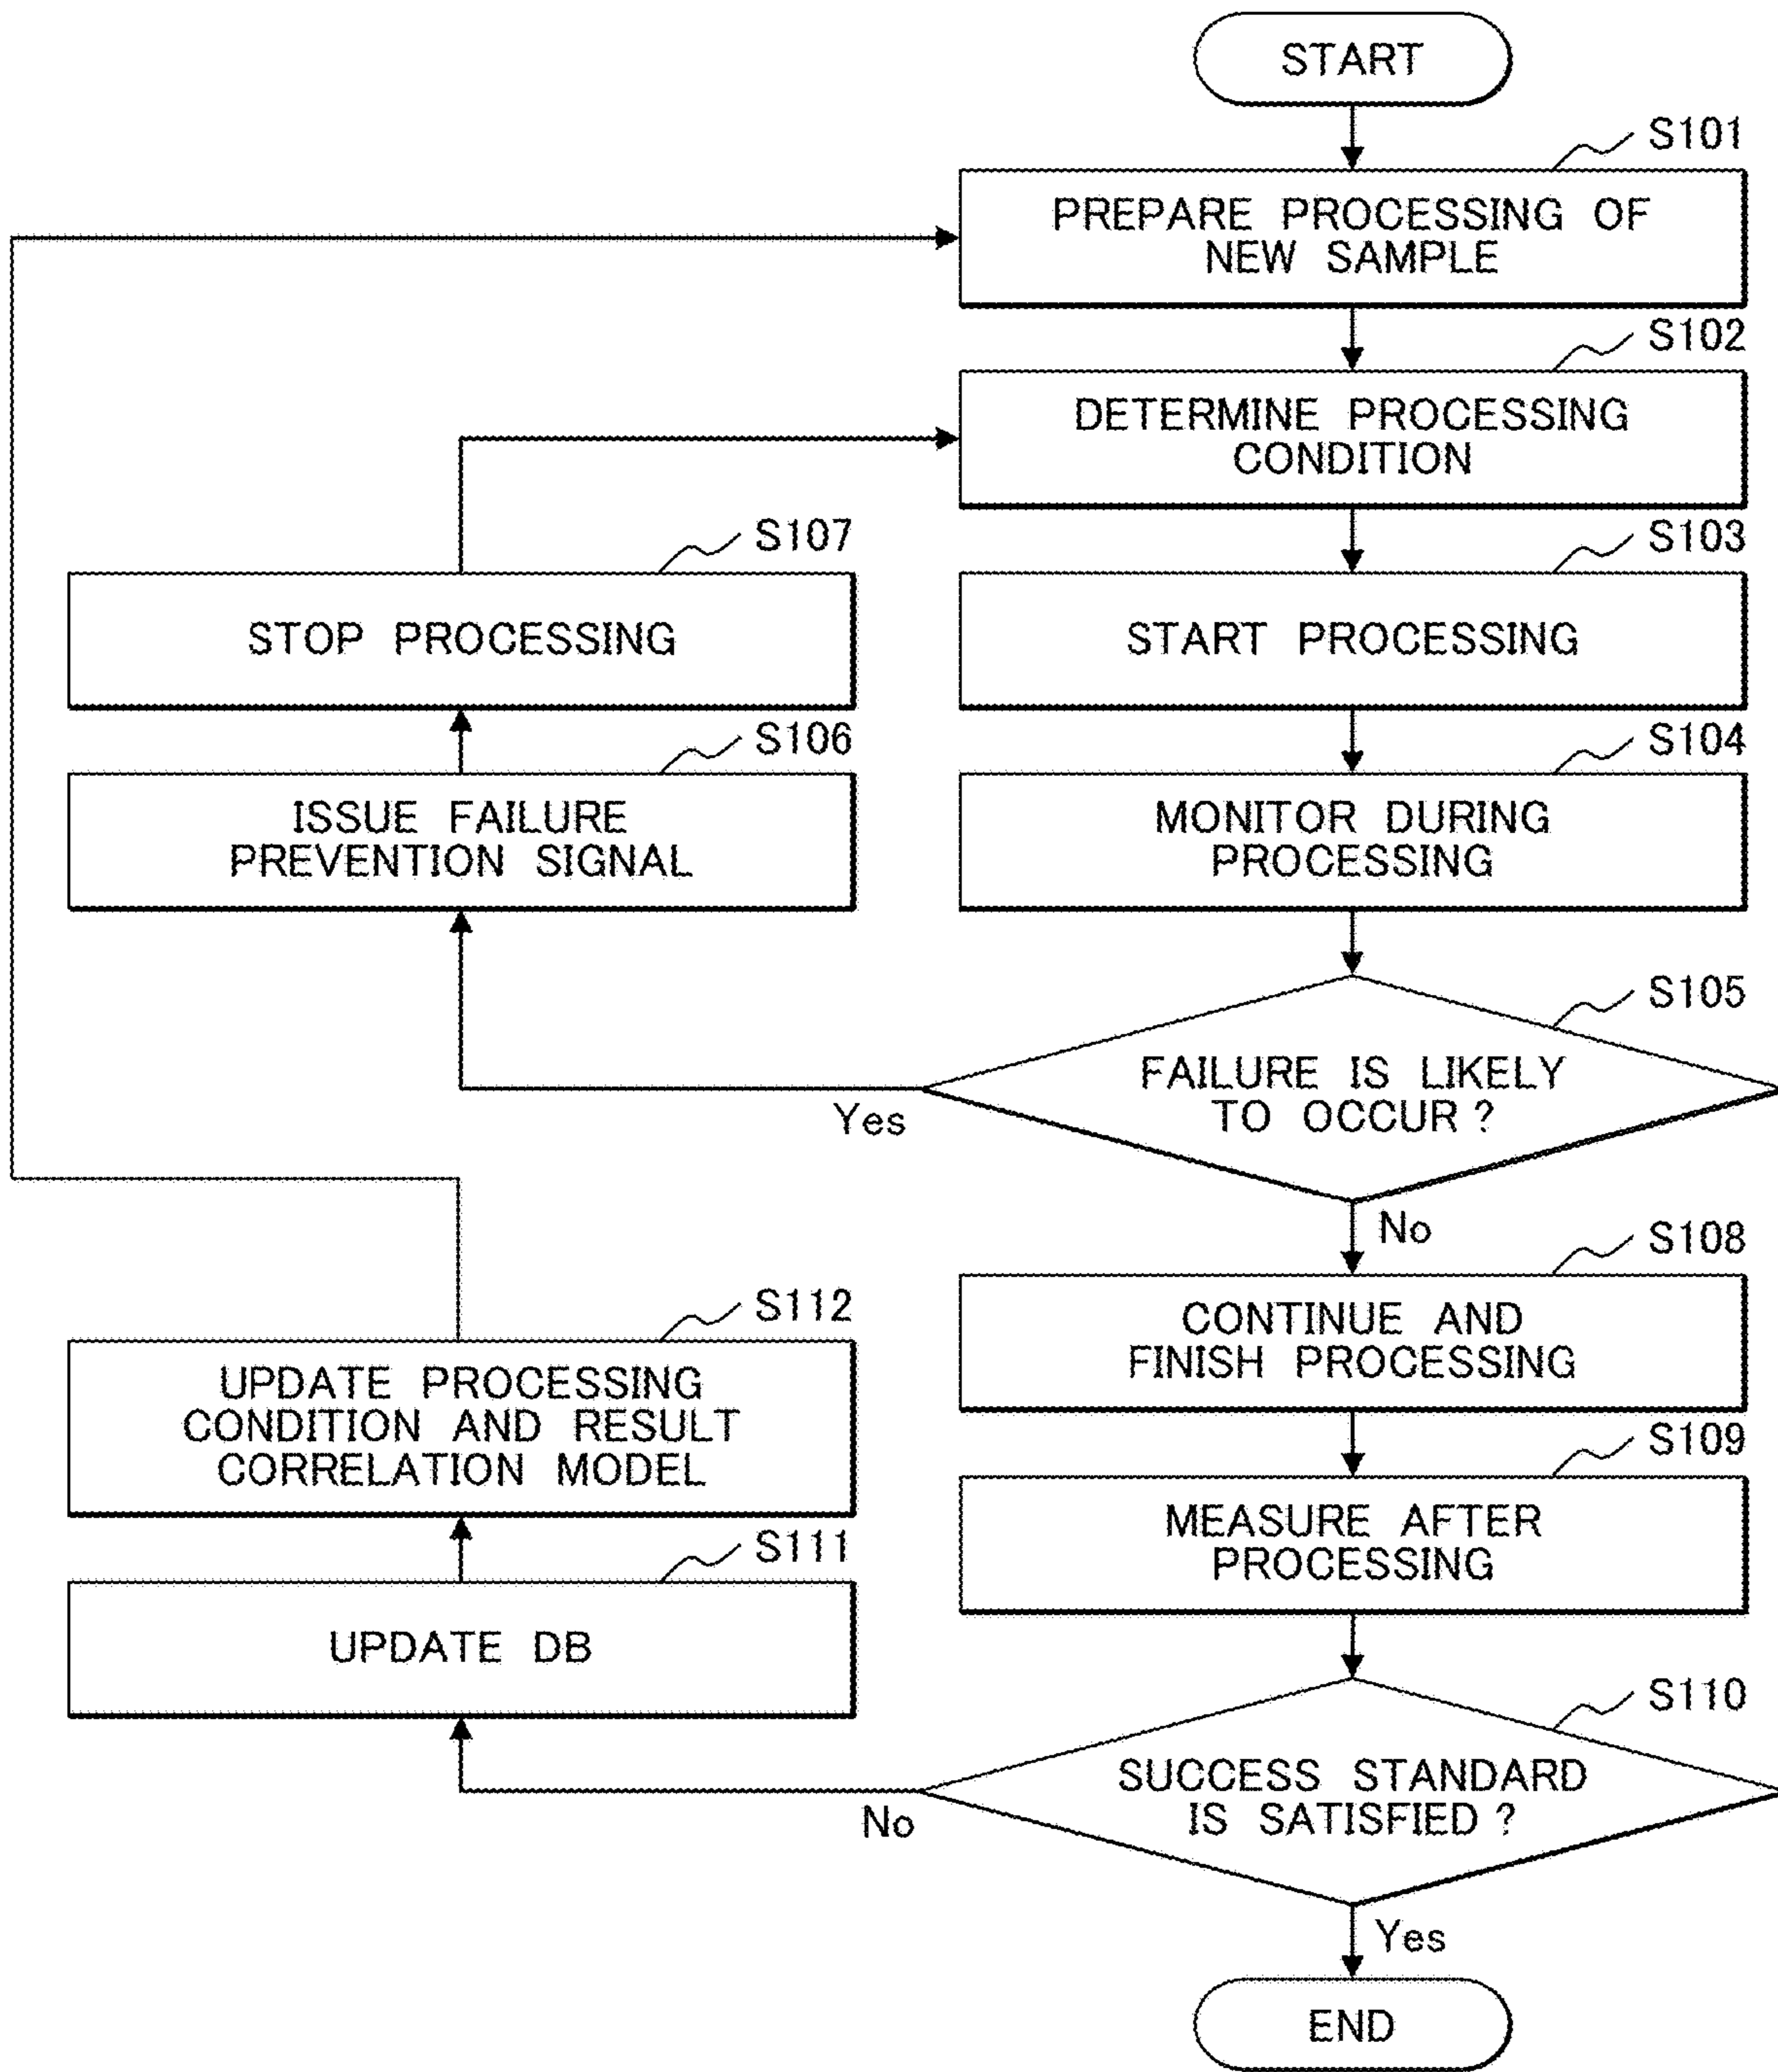 START
S101
PREPARE PROCESSING OF
NEW SAMPLE
S102
DETERMINE PROCESSING
CONDITION
S107
STOP PROCESSING
S103
START PROCESSING
S106
ISSUE FAILURE
PREVENTION SIGNAL
S104
MONITOR DURING
PROCESSING
S105
FAILURE IS LIKELY
TO OCCUR?
Yes
No
S108
CONTINUE AND
FINISH PROCESSING
S112
UPDATE PROCESSING
CONDITION AND RESULT
CORRELATION MODEL
S109
MEASURE AFTER
PROCESSING
S111
UPDATE DB
S110
SUCCESS STANDARD
IS SATISFIED?
No
Yes
END